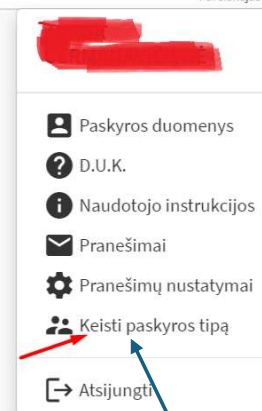 Paskyros duomenys
D.U.K.
Naudotojo instrukcijos
Pranešimai
Pranešimų nustatymai
Keisti paskyros tipą
Atsijungti